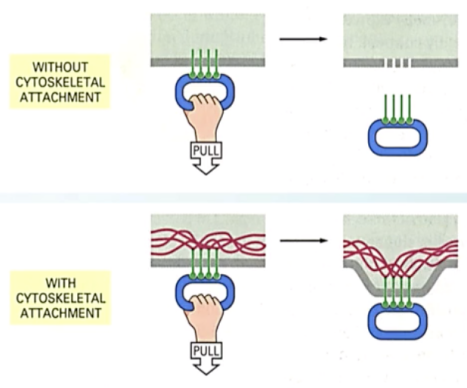 WITHOUT
CYTOSKELETAL
ATTACHMENT
PULL
WITH
CYTOSKELETAL
ATTACHMENT
PULL